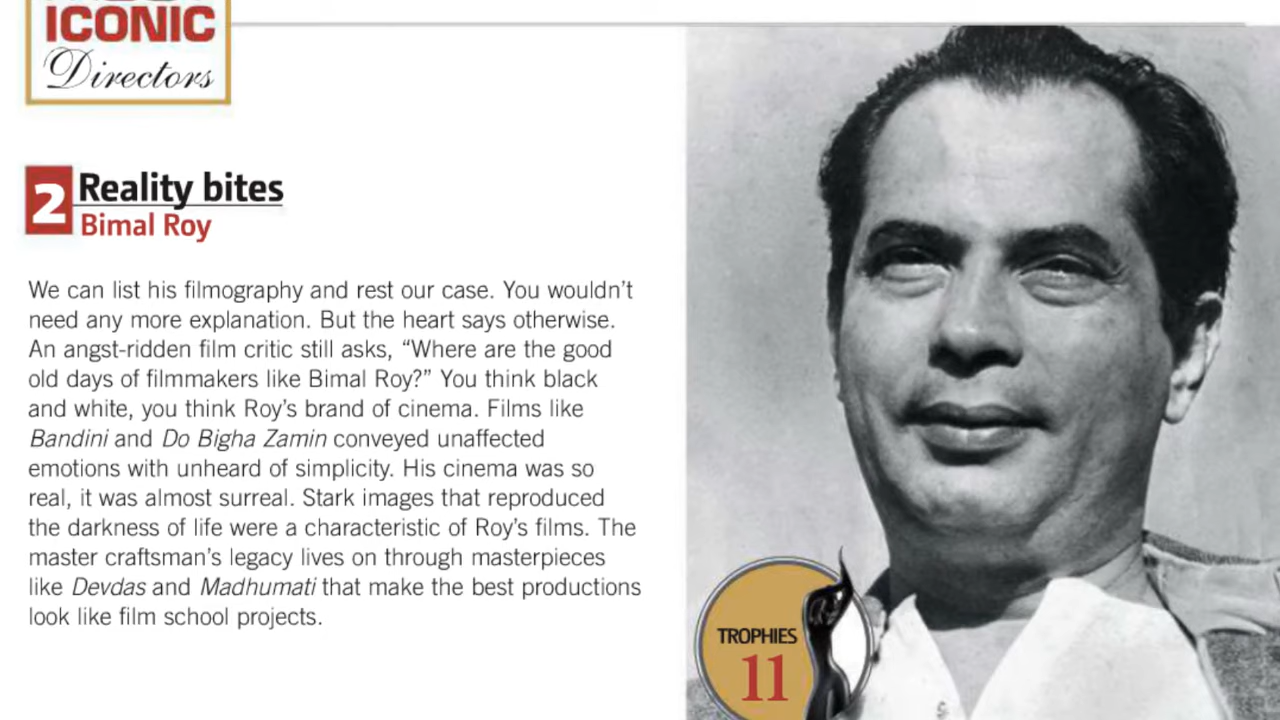 ICONIC
Directors
2 Reality bites
Bimal Roy
We can list his filmography and rest our case. You wouldn’t
need any more explanation. But the heart says otherwise.
An angst-ridden film critic still asks, “Where are the good
old days of filmmakers like Bimal Roy?” You think black
and white, you think Roy’s brand of cinema. Films like
Bandini and Do Bigha Zamin conveyed unaffected
emotions with unheard of simplicity. His cinema was so
real, it was almost surreal. Stark images that reproduced
the darkness of life were a characteristic of Roy’s films. The
master craftsman’s legacy lives on through masterpieces
like Devdas and Madhumati that make the best productions
look like film school projects.
TROPHIES
11